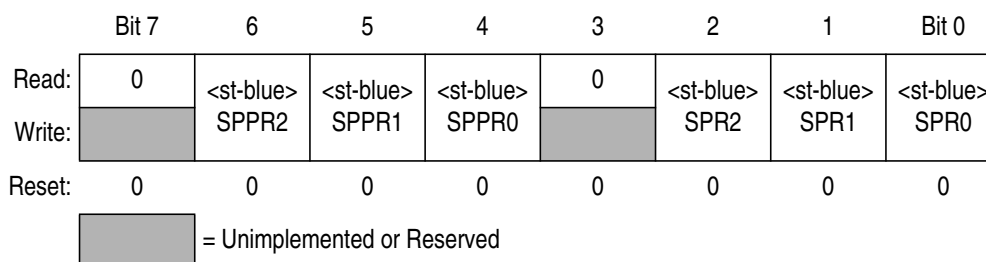 Bit 7 6 5 4 3 2 1 Bit 0
Read: 0 <st-blue> <st-blue> <st-blue> 0 <st-blue> <st-blue> <st-blue>
Write: SPPR2 SPPR1 SPPR0 SPR2 SPR1 SPR0
Reset: 0 0 0 0 0 0 0 0
= Unimplemented or Reserved